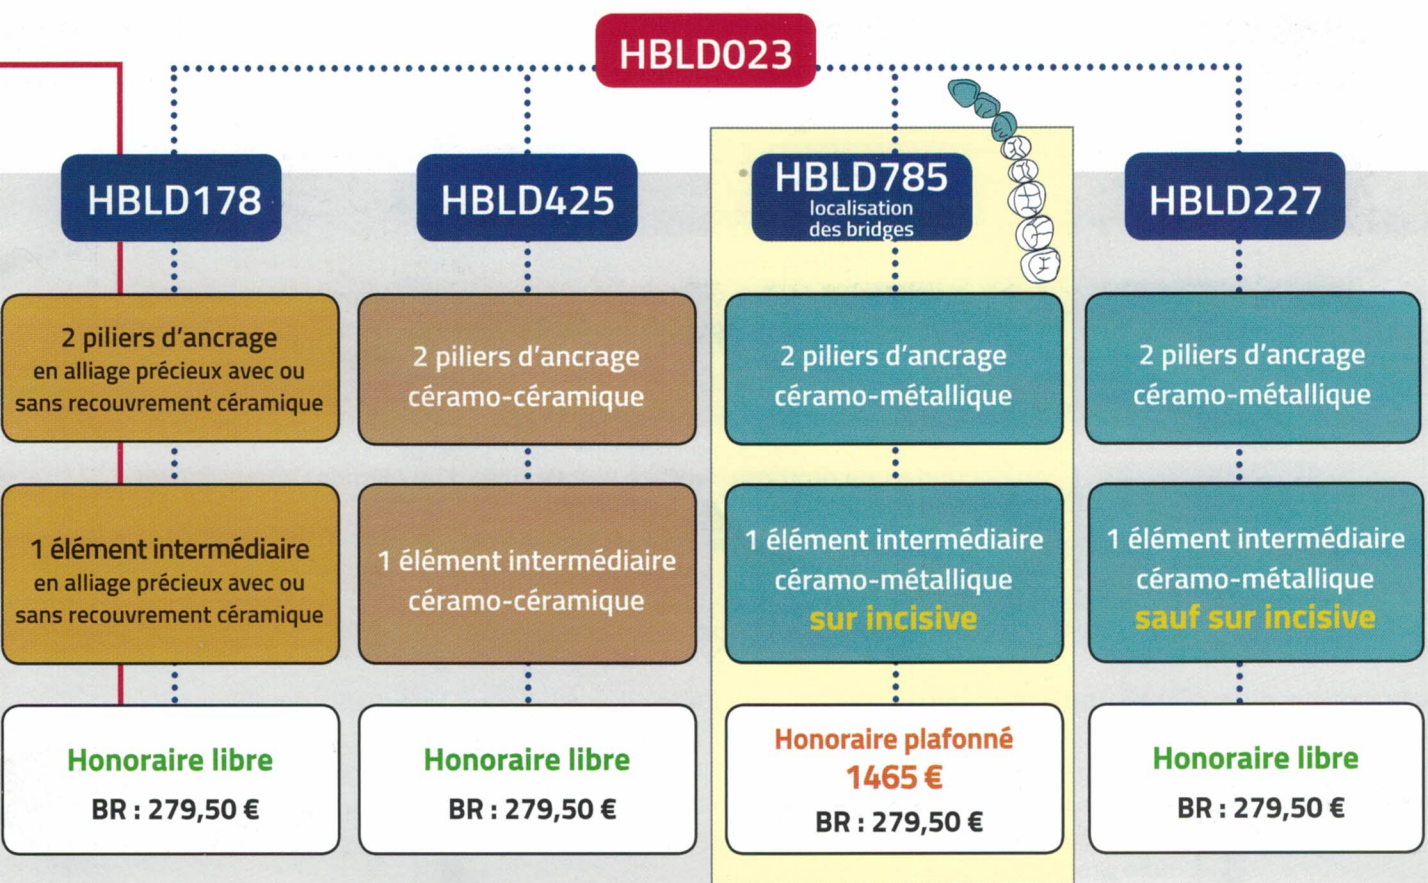 HBLD023
HBLD178
2 piliers d'ancrage
en alliage précieux avec ou
sans recouvrement céramique
1 élément intermédiaire
en alliage précieux avec ou
sans recouvrement céramique
Honoraire libre
BR : 279,50 €
HBLD425
2 piliers d'ancrage
céramo-céramique
1 élément intermédiaire
céramo-céramique
Honoraire libre
BR : 279,50 €
HBLD785
localisation
des bridges
2 piliers d'ancrage
céramo-métallique
1 élément intermédiaire
céramo-métallique
sur incisive
Honoraire plafonné
1465 €
BR : 279,50 €
HBLD227
2 piliers d'ancrage
céramo-métallique
1 élément intermédiaire
céramo-métallique
sauf sur incisive
Honoraire libre
BR : 279,50 €